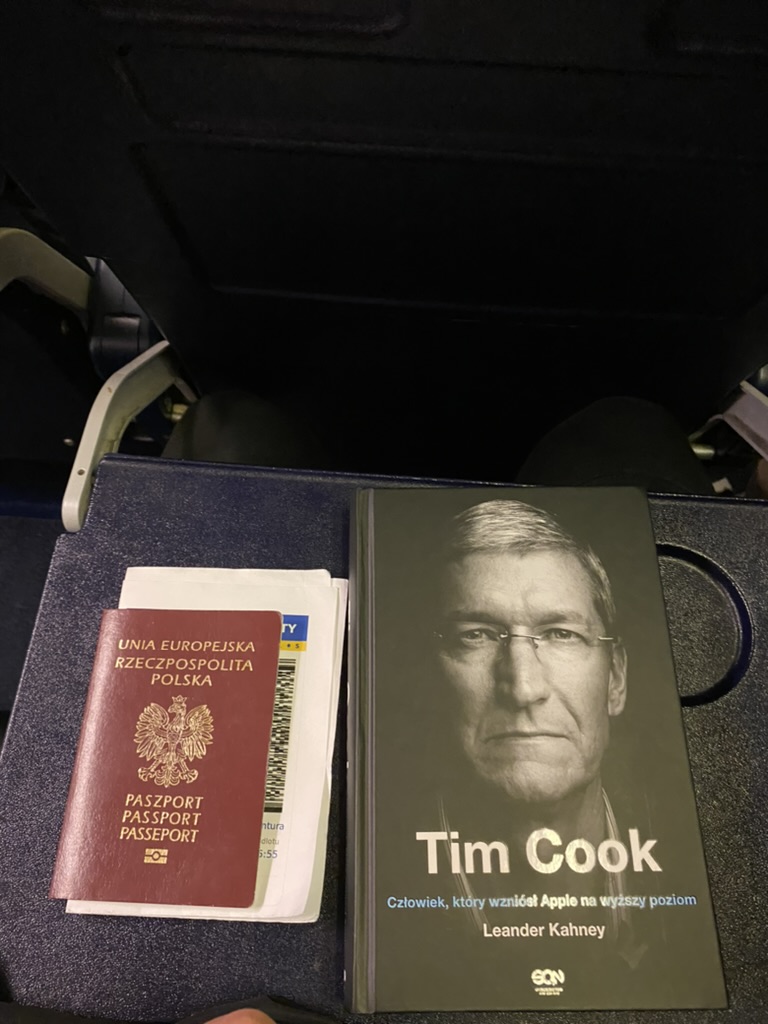 UNIA EUROPEJSKA
RZECZPOSPOLITA
POLSKA
PASZPORT
PASSPORT
PASSEPORT
TY
ntura
5:55
Tim Cook
Człowiek, który wzniósł Apple na wyższy poziom
Leander Kahney
SQN